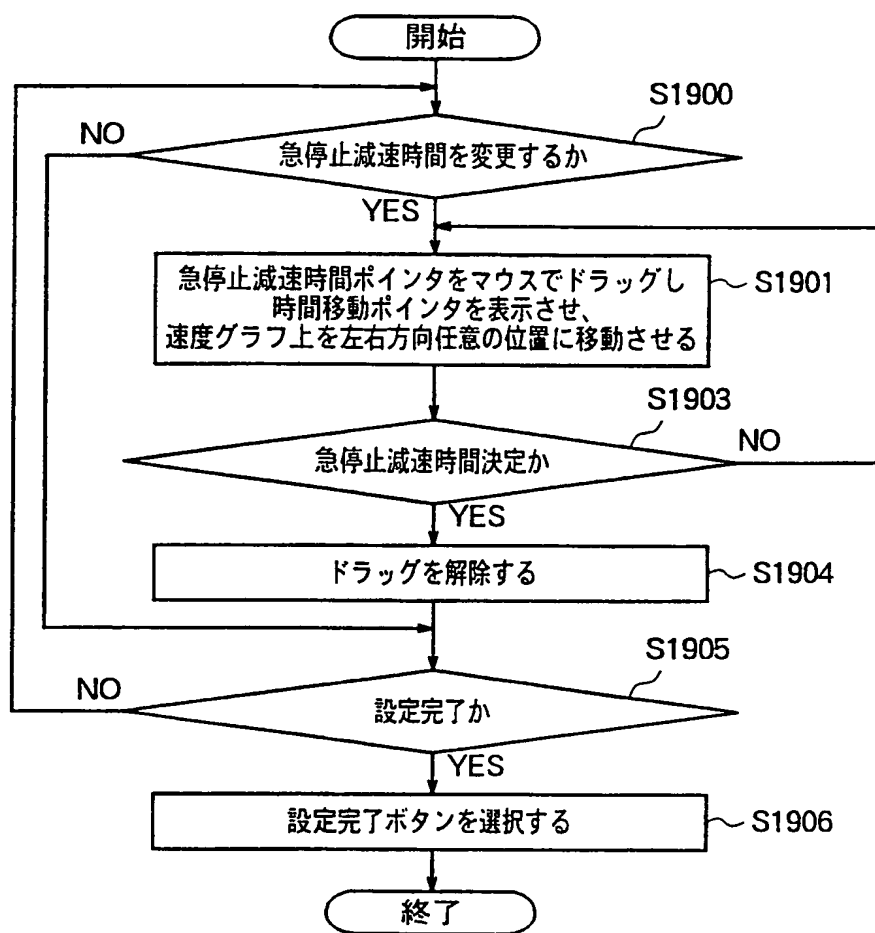 開始
S1900
NO
急停止減速時間を変更するか
YES
急停止減速時間ポインタをマウスでドラッグし
時間移動ポインタを表示させ、
速度グラフ上を左右方向任意の位置に移動させる
S1901
S1903
急停止減速時間決定か
NO
YES
ドラッグを解除する
S1904
S1905
NO
設定完了か
YES
設定完了ボタンを選択する
S1906
終了